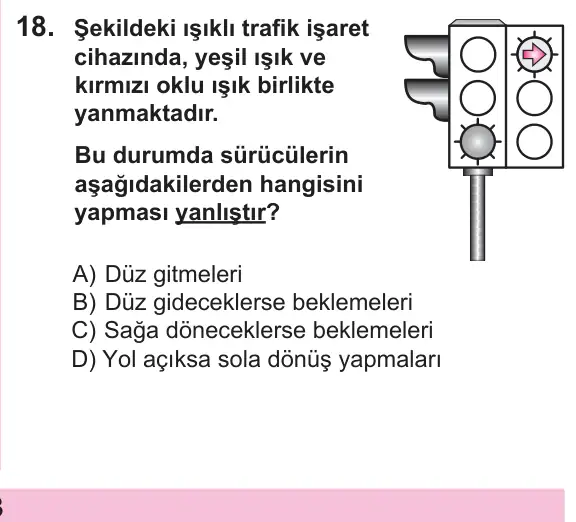 18. Şekildeki ışıklı trafik işaret
cihazında, yeşil ışık ve
kırmızı oklu ışık birlikte
yanmaktadır.
Bu durumda sürücülerin
aşağıdakilerden hangisini
yapması yanlıştır?
A) Düz gitmeleri
B) Düz gideceklerse beklemeleri
C) Sağa döneceklerse beklemeleri
D) Yol açıksa sola dönüş yapmaları